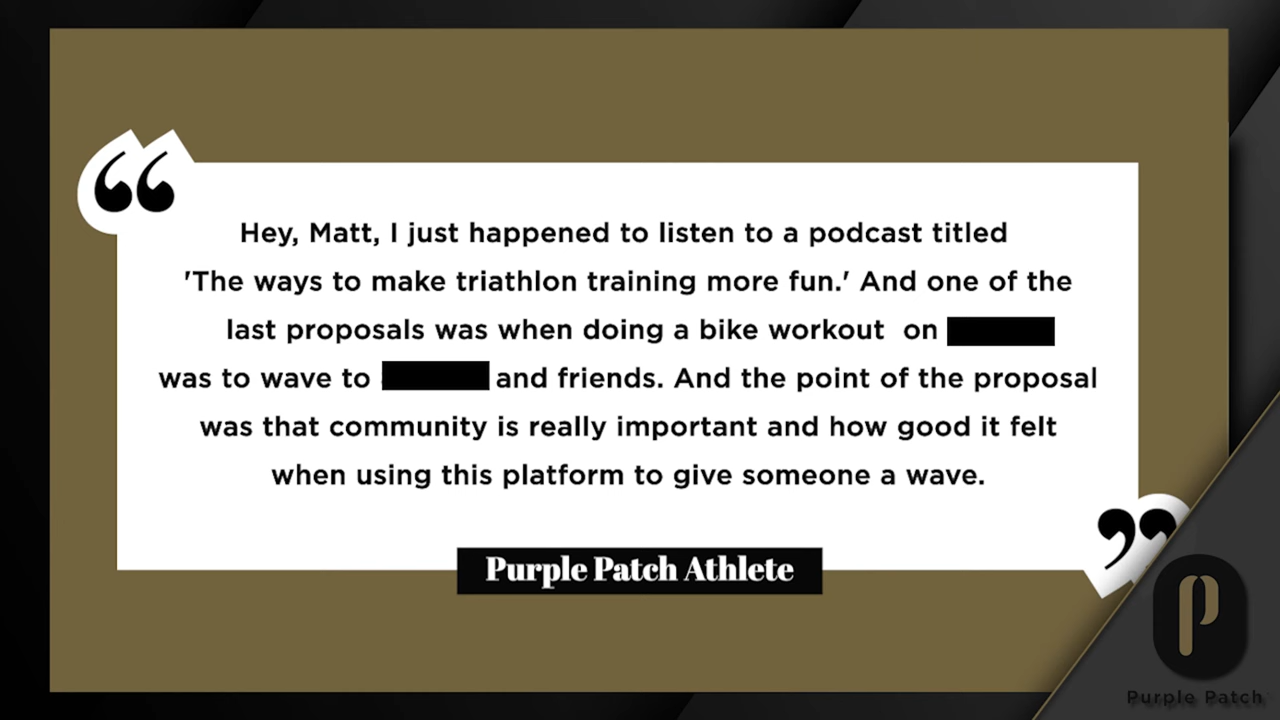 Hey, Matt, I just happened to listen to a podcast titled
'The ways to make triathlon training more fun.' And one of the
last proposals was when doing a bike workout on
was to wave to and friends. And the point of the proposal
was that community is really important and how good it felt
when using this platform to give someone a wave.
Purple Patch Athlete
Purple Patch